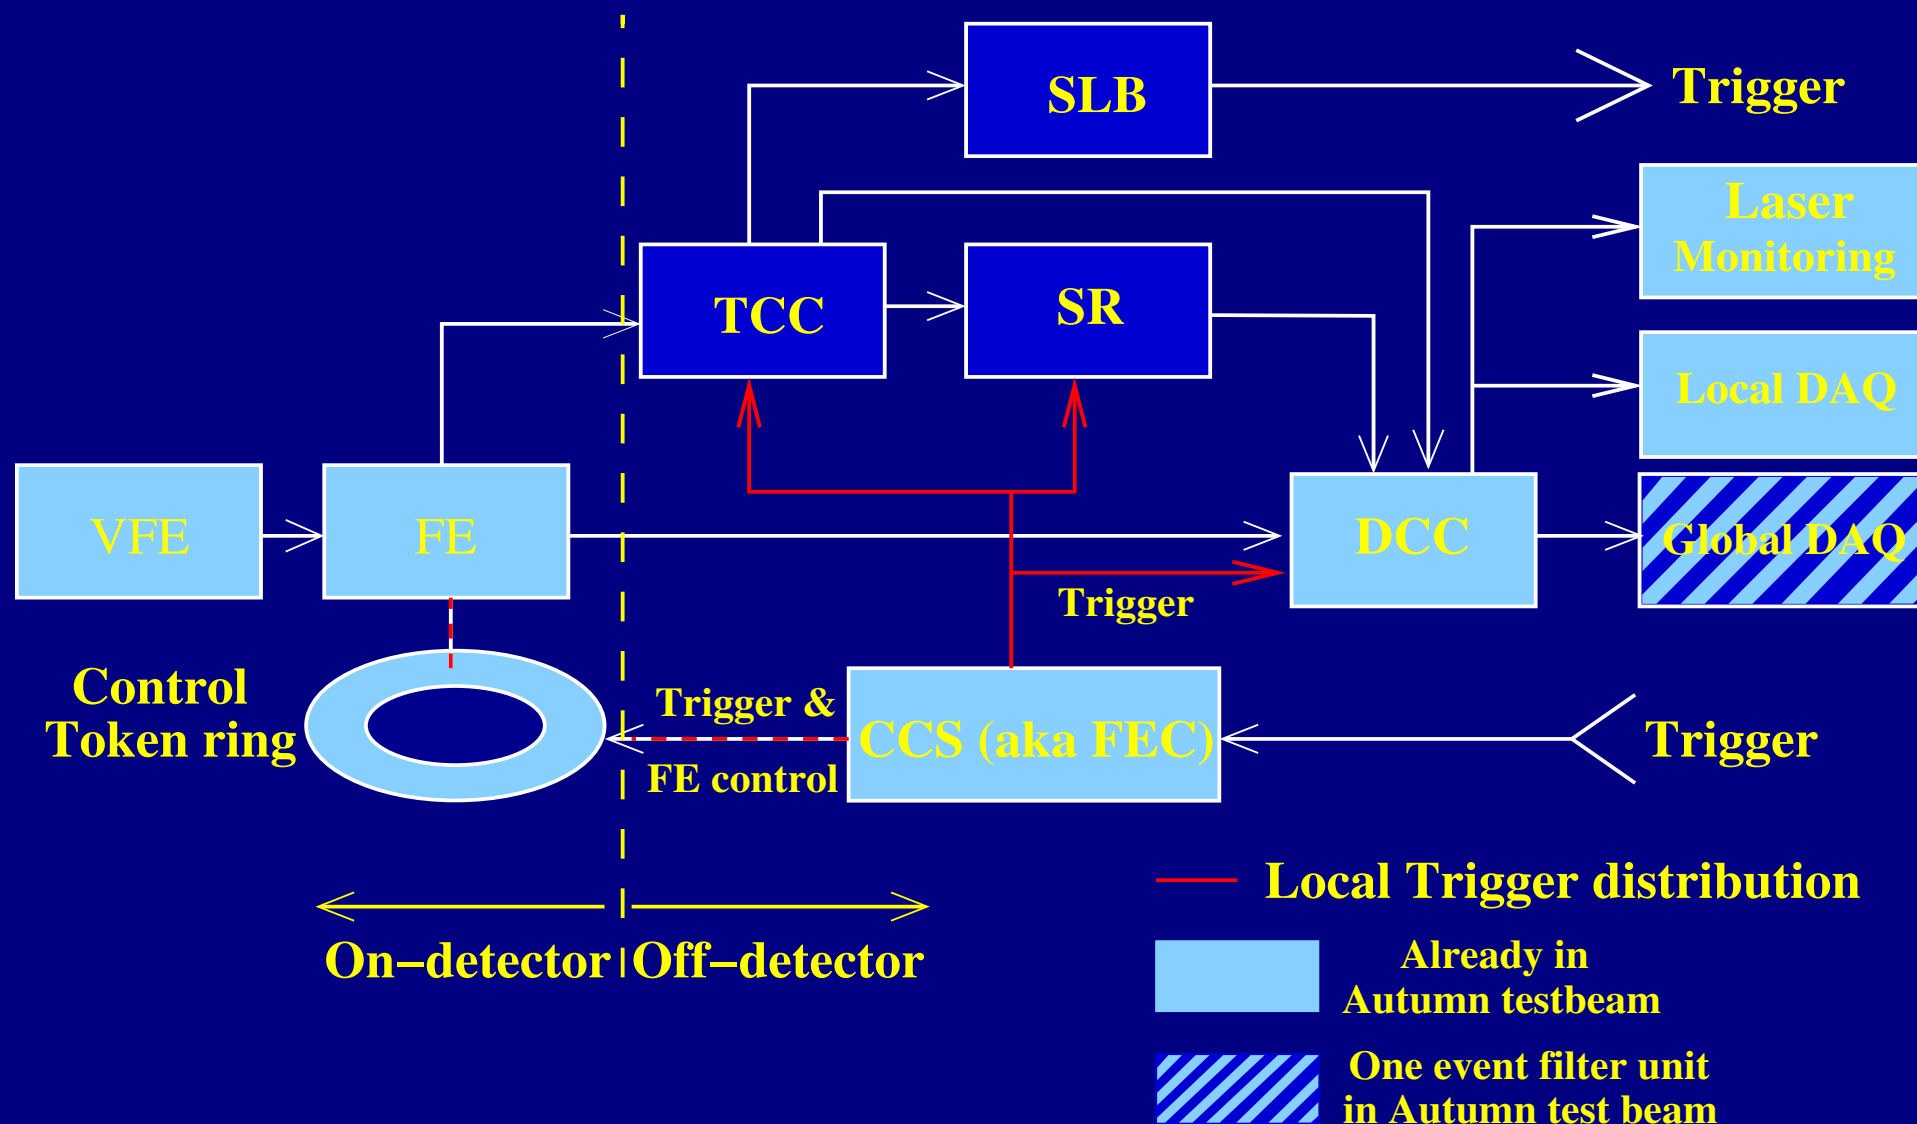 SLB
Trigger
Laser
Monitoring
TCC
SR
Local DAQ
VFE
FE
DCC
Global DAQ
Trigger
Control
Token ring
Trigger &
FE control
CCS (aka FEC)
Trigger
Local Trigger distribution
On-detector
Off-detector
Already in
Autumn testbeam
One event filter unit
in Autumn test beam